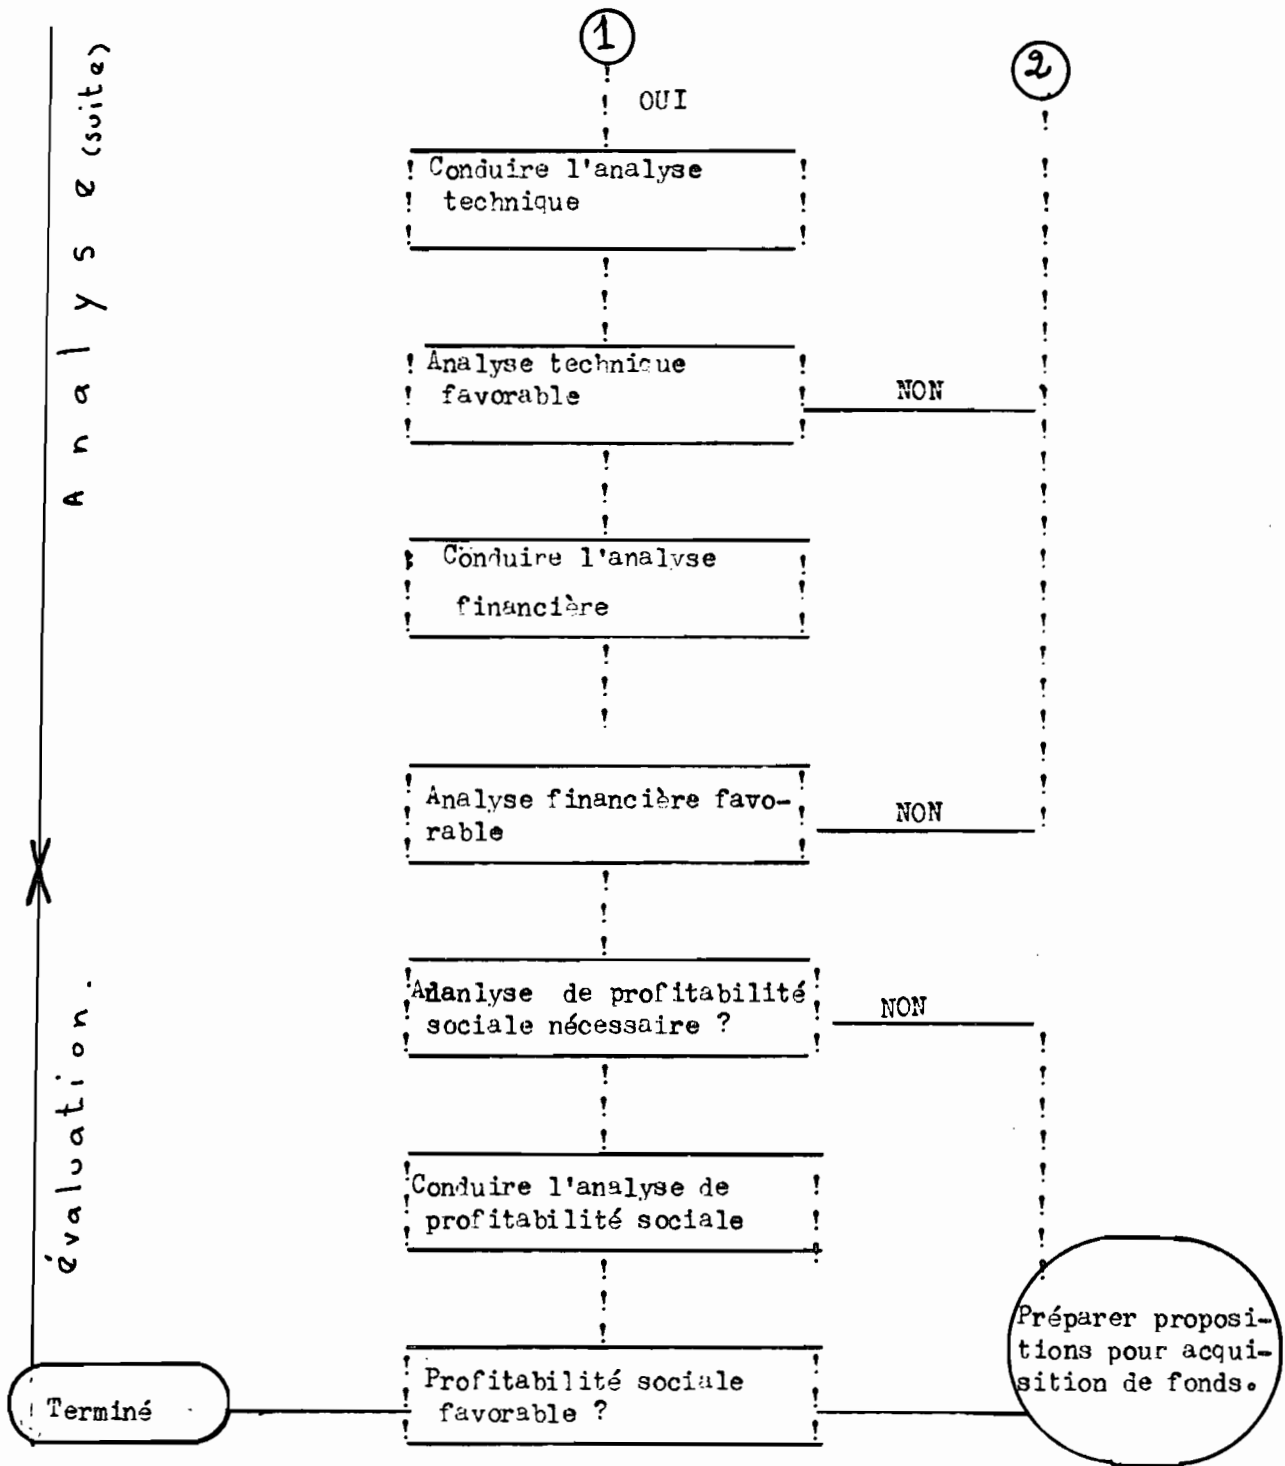 1
2
OUI
Analyse (suite)
Conduire l'analyse
technique
Analyse technique
favorable
NON
Conduire l'analyse
financière
Analyse financière favo-
rable
NON
évaluation.
Ananlyse de profitabilité
sociale nécessaire ?
NON
Conduire l'analyse de
profitabilité sociale
Préparer proposi-
tions pour acqui-
sition de fonds.
Terminé
Profitabilité sociale
favorable ?